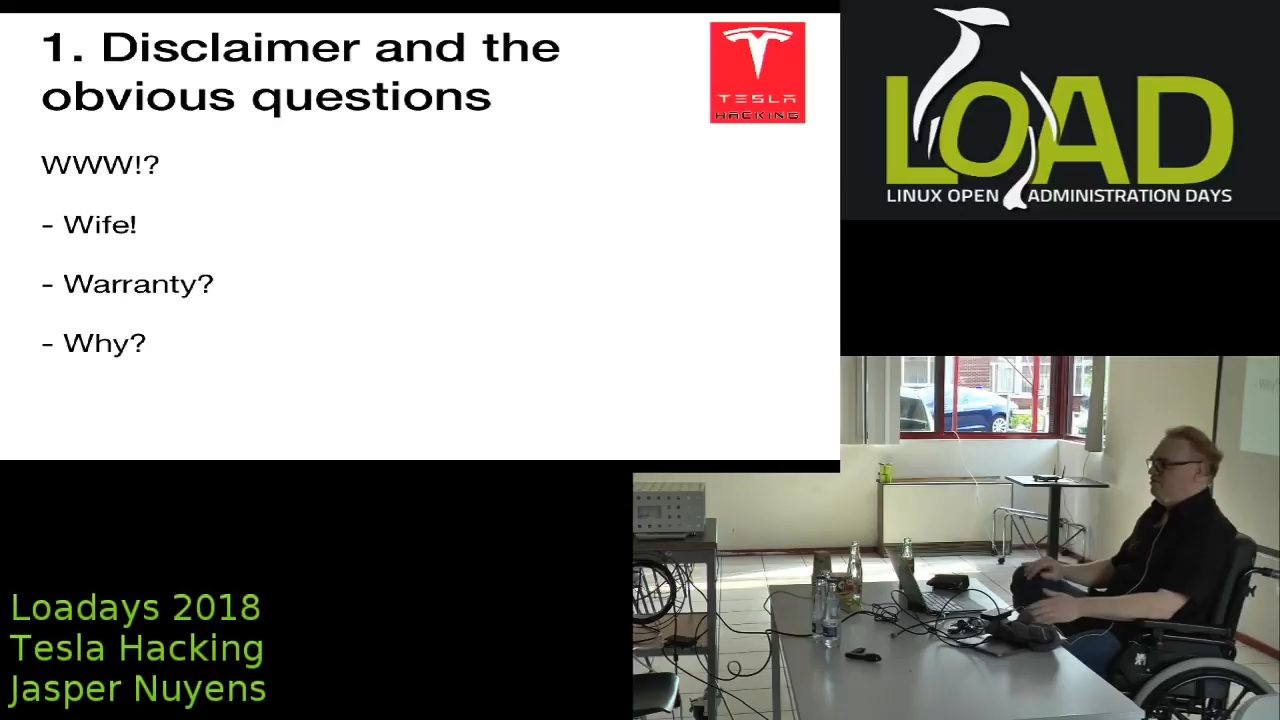 1. Disclaimer and the
obvious questions
WWW!?
- Wife!
- Warranty?
- Why?
TESLA
HACKING
LOAD
LINUX OPEN ADMINISTRATION DAYS
Loadays 2018
Tesla Hacking
Jasper Nuyens